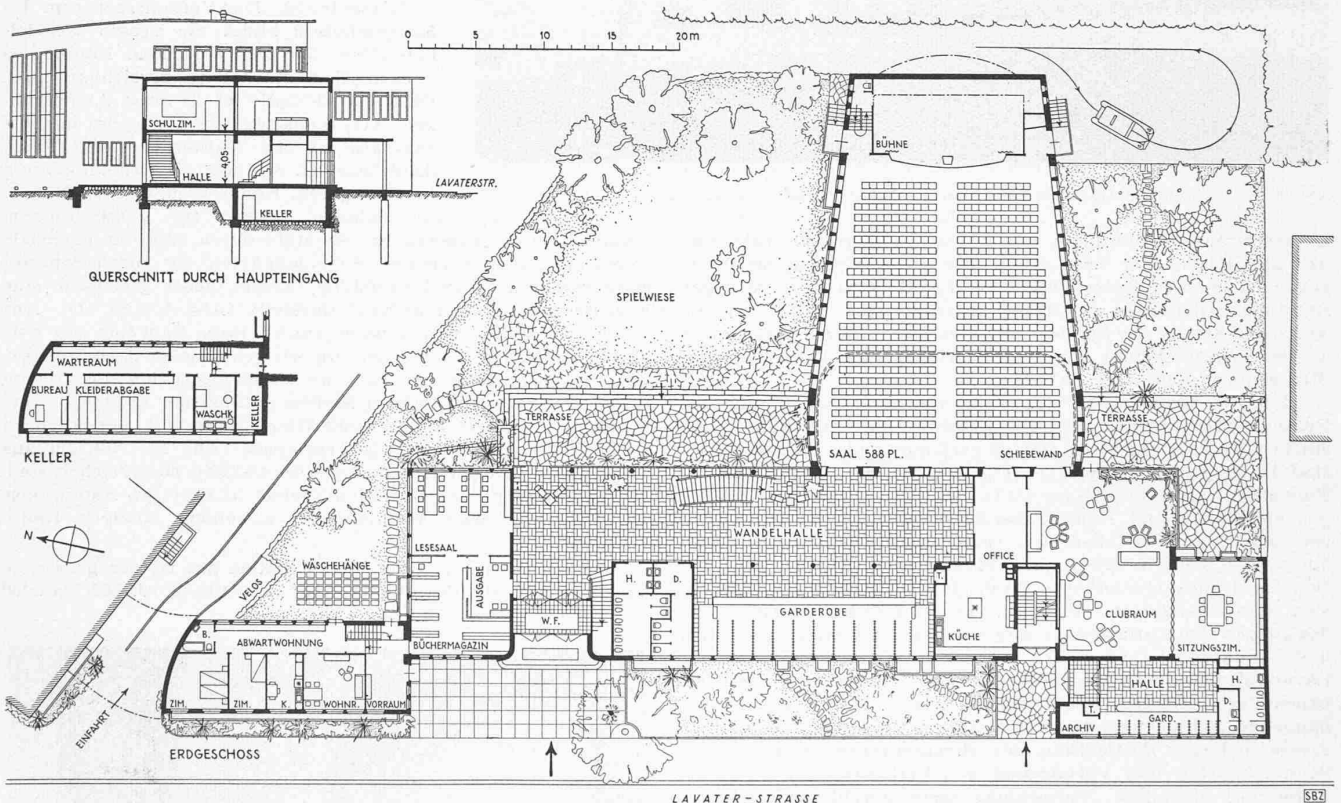 0 5 10 15 20m
SCHULZIM.
4,05
HALLE
KELLER
LAVATERSTR.
QUERSCHNITT DURCH HAUPTEINGANG
WARTERAUM
BUREAU KLEIDERABGABE
WASCHK.
KELLER
KELLER
N
BÜHNE
SPIELWIESE
TERRASSE
SAAL 588 PL.
SCHIEBEWAND
TERRASSE
WANDELHALLE
LESESAAL
AUSGABE
BÜCHERMAGAZIN
W.F.
H.
D.
GARDEROBE
OFFICE
T.
KÜCHE
CLUBRAUM
SITZUNGSZIM.
HALLE
H.
D.
T.
ARCHIV
GARD.
WÄSCHEHÄNGE
VELOS
B.
ABWARTWOHNUNG
ZIM.
ZIM.
K.
WOHNR.
VORRAUM
EINFAHRT
ERDGESCHOSS
LAVATER-STRASSE
SBZ